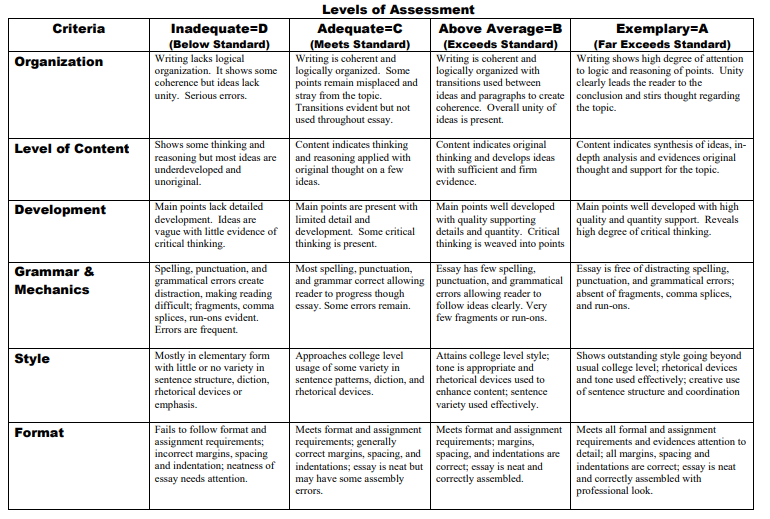 Levels of Assessment
Criteria
Inadequate=D
(Below Standard)
Adequate=C
(Meets Standard)
Above Average=B
(Exceeds Standard)
Exemplary=A
(Far Exceeds Standard)
Organization
Writing lacks logical
organization. It shows some
coherence but ideas lack
unity. Serious errors.
Writing is coherent and
logically organized. Some
points remain misplaced and
stray from the topic.
Transitions evident but not
used throughout essay.
Writing is coherent and
logically organized with
transitions used between
ideas and paragraphs to create
coherence. Overall unity of
ideas is present.
Writing shows high degree of attention
to logic and reasoning of points. Unity
clearly leads the reader to the
conclusion and stirs thought regarding
the topic.
Level of Content
Shows some thinking and
reasoning but most ideas are
underdeveloped and
unoriginal.
Content indicates thinking
and reasoning applied with
original thought on a few
ideas.
Content indicates original
thinking and develops ideas
with sufficient and firm
evidence.
Content indicates synthesis of ideas, in-
depth analysis and evidences original
thought and support for the topic.
Development
Main points lack detailed
development. Ideas are
vague with little evidence of
critical thinking.
Main points are present with
limited detail and
development. Some critical
thinking is present.
Main points well developed
with quality supporting
details and quantity. Critical
thinking is weaved into points
Main points well developed with high
quality and quantity support. Reveals
high degree of critical thinking.
Grammar &
Mechanics
Spelling, punctuation, and
grammatical errors create
distraction, making reading
difficult; fragments, comma
splices, run-ons evident.
Errors are frequent.
Most spelling, punctuation,
and grammar correct allowing
reader to progress though
essay. Some errors remain.
Essay has few spelling,
punctuation, and grammatical
errors allowing reader to
follow ideas clearly. Very
few fragments or run-ons.
Essay is free of distracting spelling,
punctuation, and grammatical errors;
absent of fragments, comma splices,
and run-ons.
Style
Mostly in elementary form
with little or no variety in
sentence structure, diction,
rhetorical devices or
emphasis.
Approaches college level
usage of some variety in
sentence patterns, diction, and
rhetorical devices.
Attains college level style;
tone is appropriate and
rhetorical devices used to
enhance content; sentence
variety used effectively.
Shows outstanding style going beyond
usual college level; rhetorical devices
and tone used effectively; creative use
of sentence structure and coordination
Format
Fails to follow format and
assignment requirements;
incorrect margins, spacing
and indentation; neatness of
essay needs attention.
Meets format and assignment
requirements; generally
correct margins, spacing, and
indentations; essay is neat but
may have some assembly
errors.
Meets format and assignment
requirements; margins,
spacing, and indentations are
correct; essay is neat and
correctly assembled.
Meets all formal and assignment
requirements and evidences attention to
detail; all margins, spacing and
indentations are correct; essay is neat
and correctly assembled with
professional look.